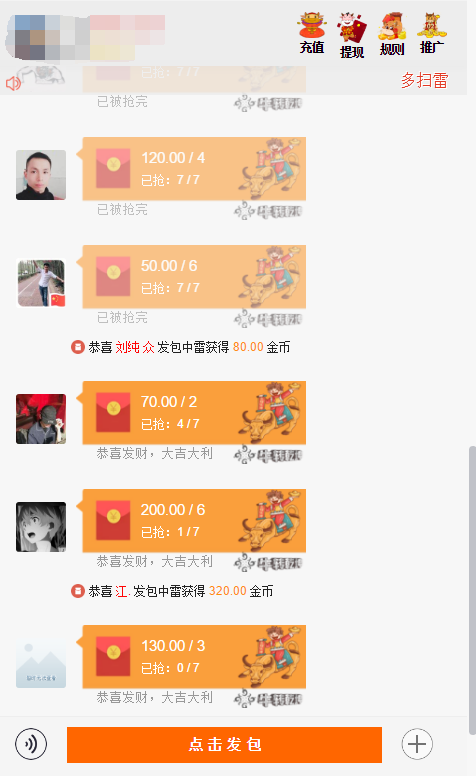 充值 提现 规则 推广
多扫雷
已抢：7 / 7
已被抢完
120.00 / 4
已抢：7 / 7
已被抢完
50.00 / 6
已抢：7 / 7
已被抢完
恭喜 刘纯 众 发包中雷获得 80.00 金币
70.00 / 2
已抢：4 / 7
恭喜发财，大吉大利
200.00 / 6
已抢：1 / 7
恭喜发财，大吉大利
恭喜 江. 发包中雷获得 320.00 金币
130.00 / 3
已抢：0 / 7
恭喜发财，大吉大利
点击发包